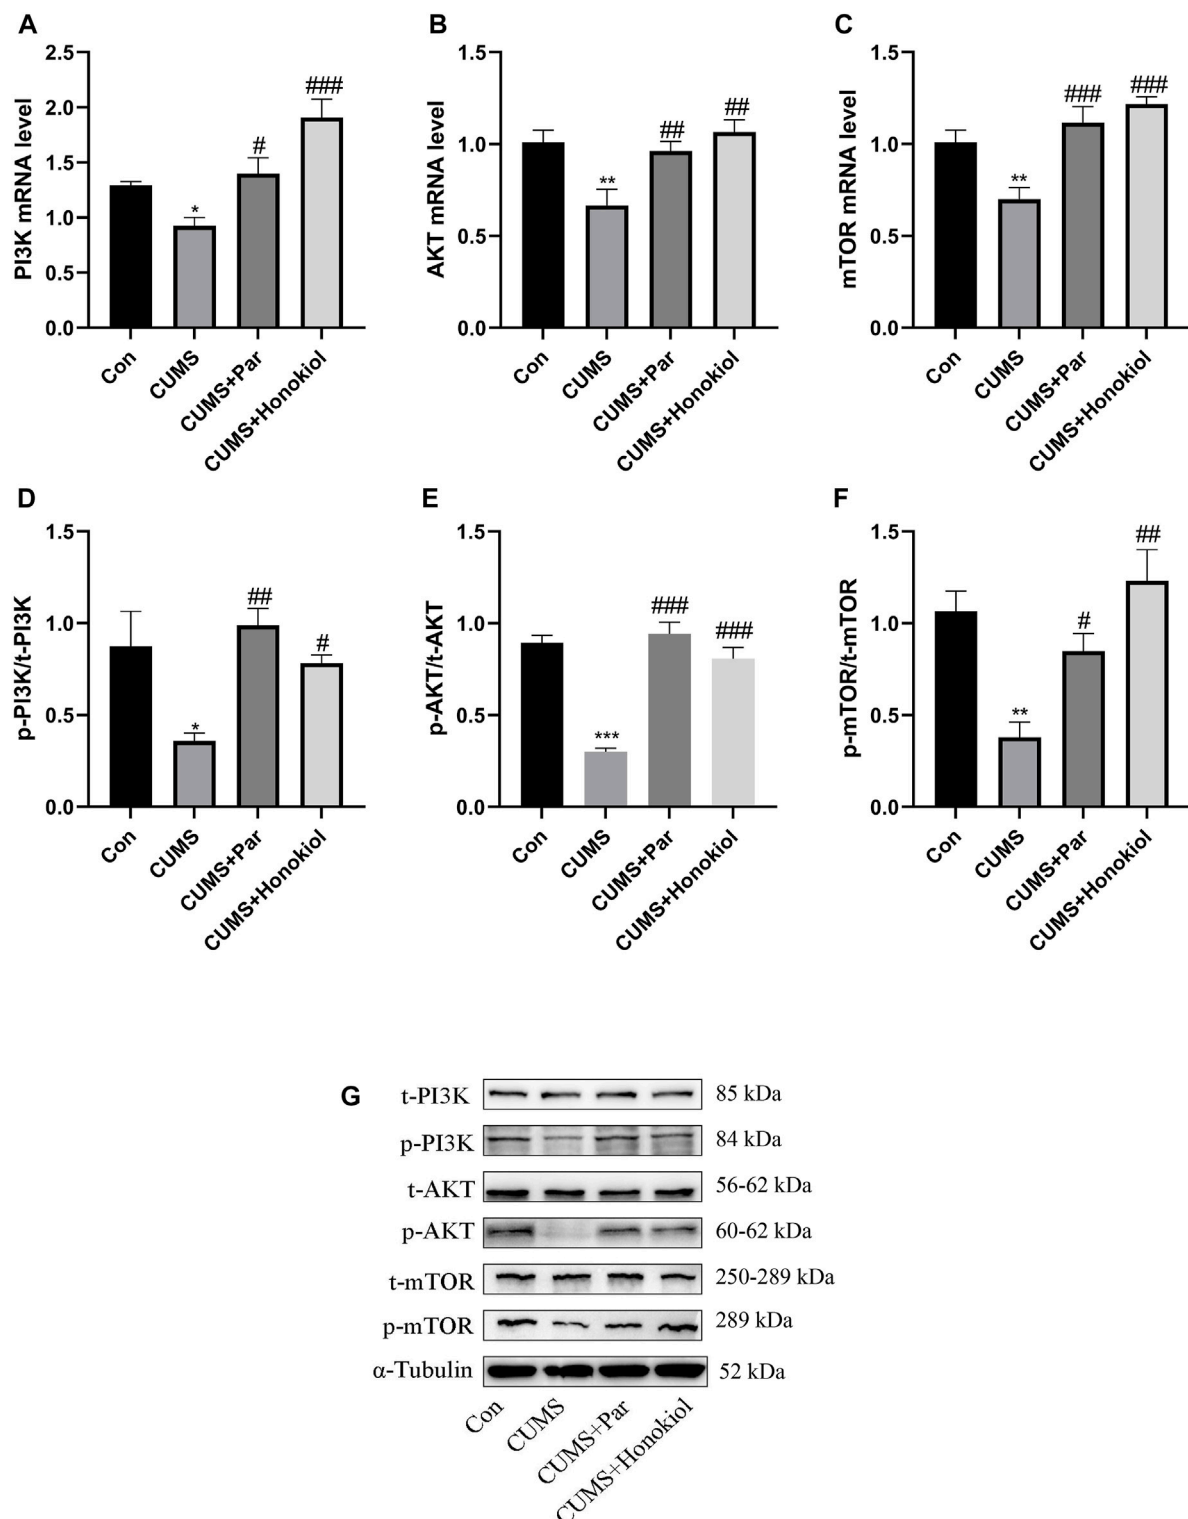 A
PI3K mRNA level
2.5
2.0
1.5
1.0
0.5
0.0
*
#
###
Con
CUMS
CUMS+Par
CUMS+Honokiol
B
AKT mRNA level
1.5
1.0
0.5
0.0
**
##
##
Con
CUMS
CUMS+Par
CUMS+Honokiol
C
mTOR mRNA level
1.5
1.0
0.5
0.0
**
###
###
Con
CUMS
CUMS+Par
CUMS+Honokiol
D
p-PI3K/t-PI3K
1.5
1.0
0.5
0.0
*
##
#
Con
CUMS
CUMS+Par
CUMS+Honokiol
E
p-AKT/t-AKT
1.5
1.0
0.5
0.0
***
###
###
Con
CUMS
CUMS+Par
CUMS+Honokiol
F
p-mTOR/t-mTOR
1.5
1.0
0.5
0.0
**
#
##
Con
CUMS
CUMS+Par
CUMS+Honokiol
G
t-PI3K 85 kDa
p-PI3K 84 kDa
t-AKT 56-62 kDa
p-AKT 60-62 kDa
t-mTOR 250-289 kDa
p-mTOR 289 kDa
α-Tubulin 52 kDa
Con
CUMS
CUMS+Par
CUMS+Honokiol